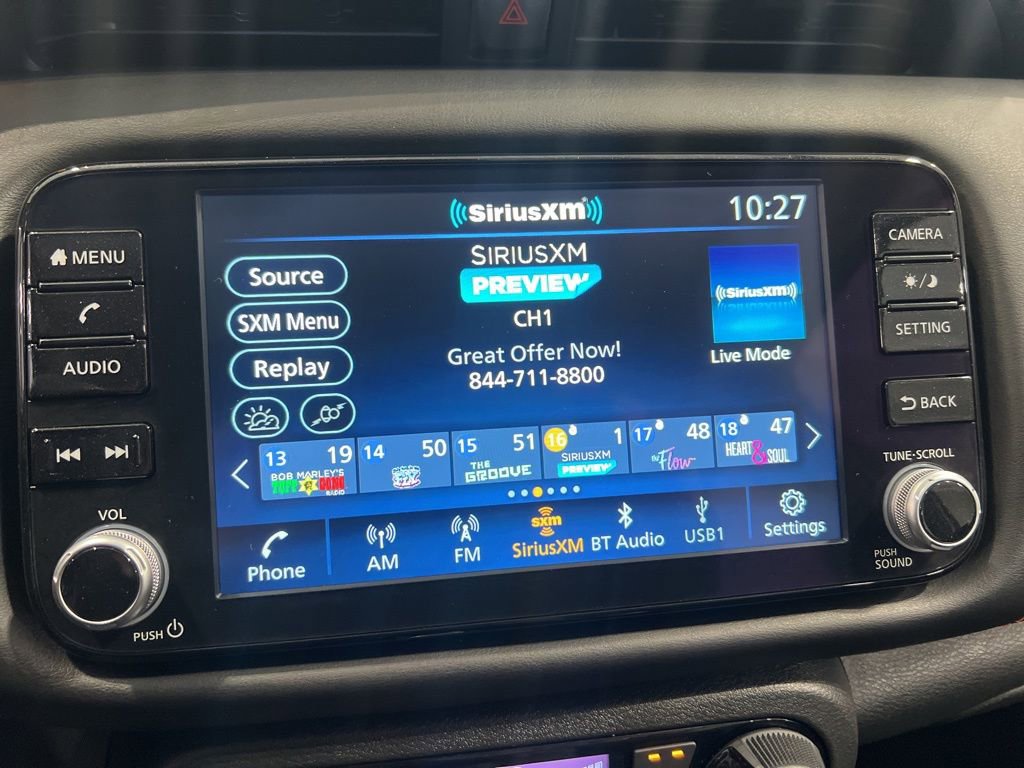 SiriusXM
10:27
MENU
AUDIO
VOL
PUSH
Source
SXM Menu
Replay
SIRIUSXM
PREVIEW
CH1
Great Offer Now!
844-711-8800
SiriusXM
Live Mode
13 19
BOB MARLEY'S
TUFF GONG
RADIO
14 50
15 51
THE GROOVE
16 1
SIRIUSXM
PREVIEW
17 48
THE Flow
18 47
HEART & SOUL
Phone
AM
FM
sxm
SiriusXM
BT Audio
USB1
Settings
CAMERA
SETTING
BACK
TUNE·SCROLL
PUSH
SOUND